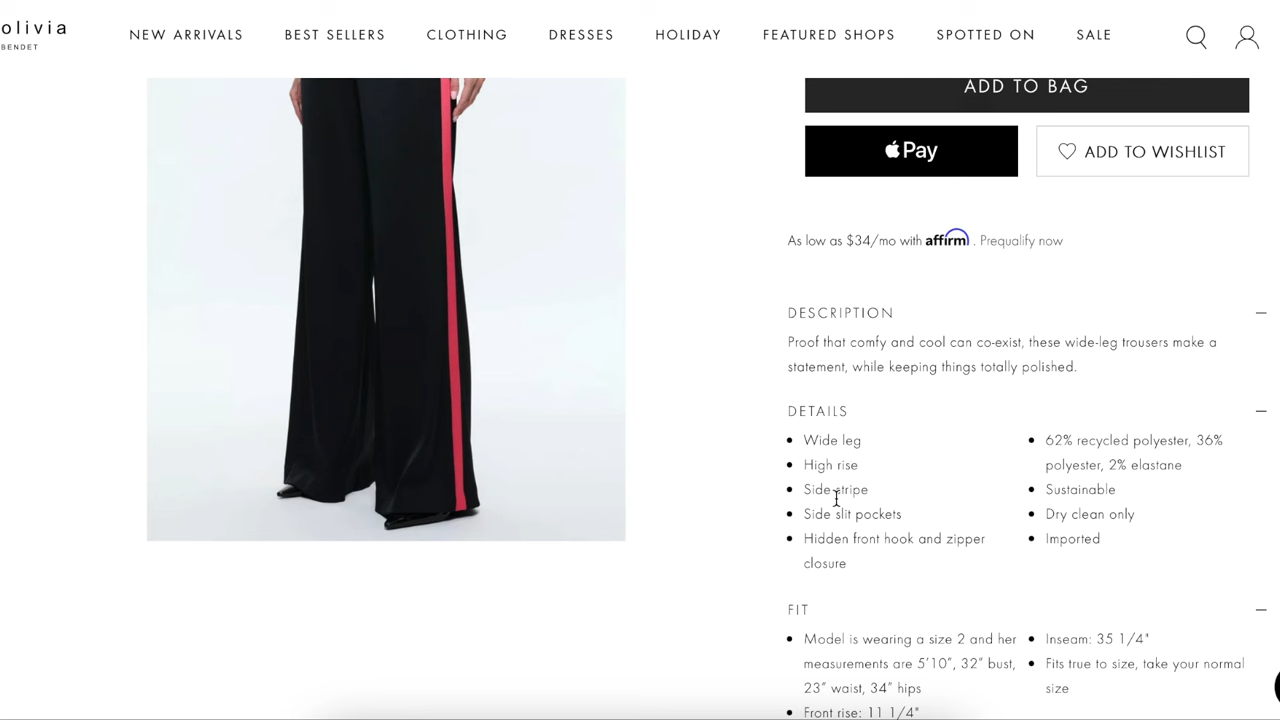 olivia
BENDET
NEW ARRIVALS
BEST SELLERS
CLOTHING
DRESSES
HOLIDAY
FEATURED SHOPS
SPOTTED ON
SALE
ADD TO BAG
Pay
ADD TO WISHLIST
As low as $34/mo with affirm . Prequalify now
DESCRIPTION
Proof that comfy and cool can co-exist, these wide-leg trousers make a
statement, while keeping things totally polished.
DETAILS
Wide leg
High rise
Side stripe
Side slit pockets
Hidden front hook and zipper
closure
62% recycled polyester, 36%
polyester, 2% elastane
Sustainable
Dry clean only
Imported
FIT
Model is wearing a size 2 and her
measurements are 5'10", 32" bust,
23" waist, 34" hips
Front rise: 11 1/4"
Inseam: 35 1/4"
Fits true to size, take your normal
size